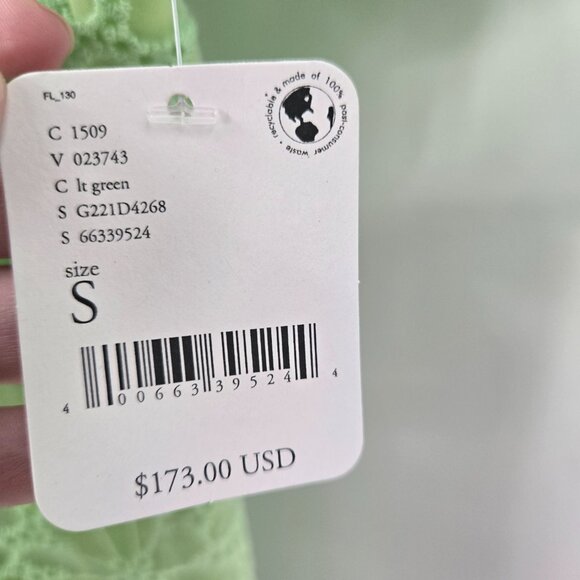 FL_130
recyclable* & made of 100% post-consumer waste •
C 1509
V 023743
C lt green
S G221D4268
S 66339524
size
S
4 00663 39524 4
$173.00 USD